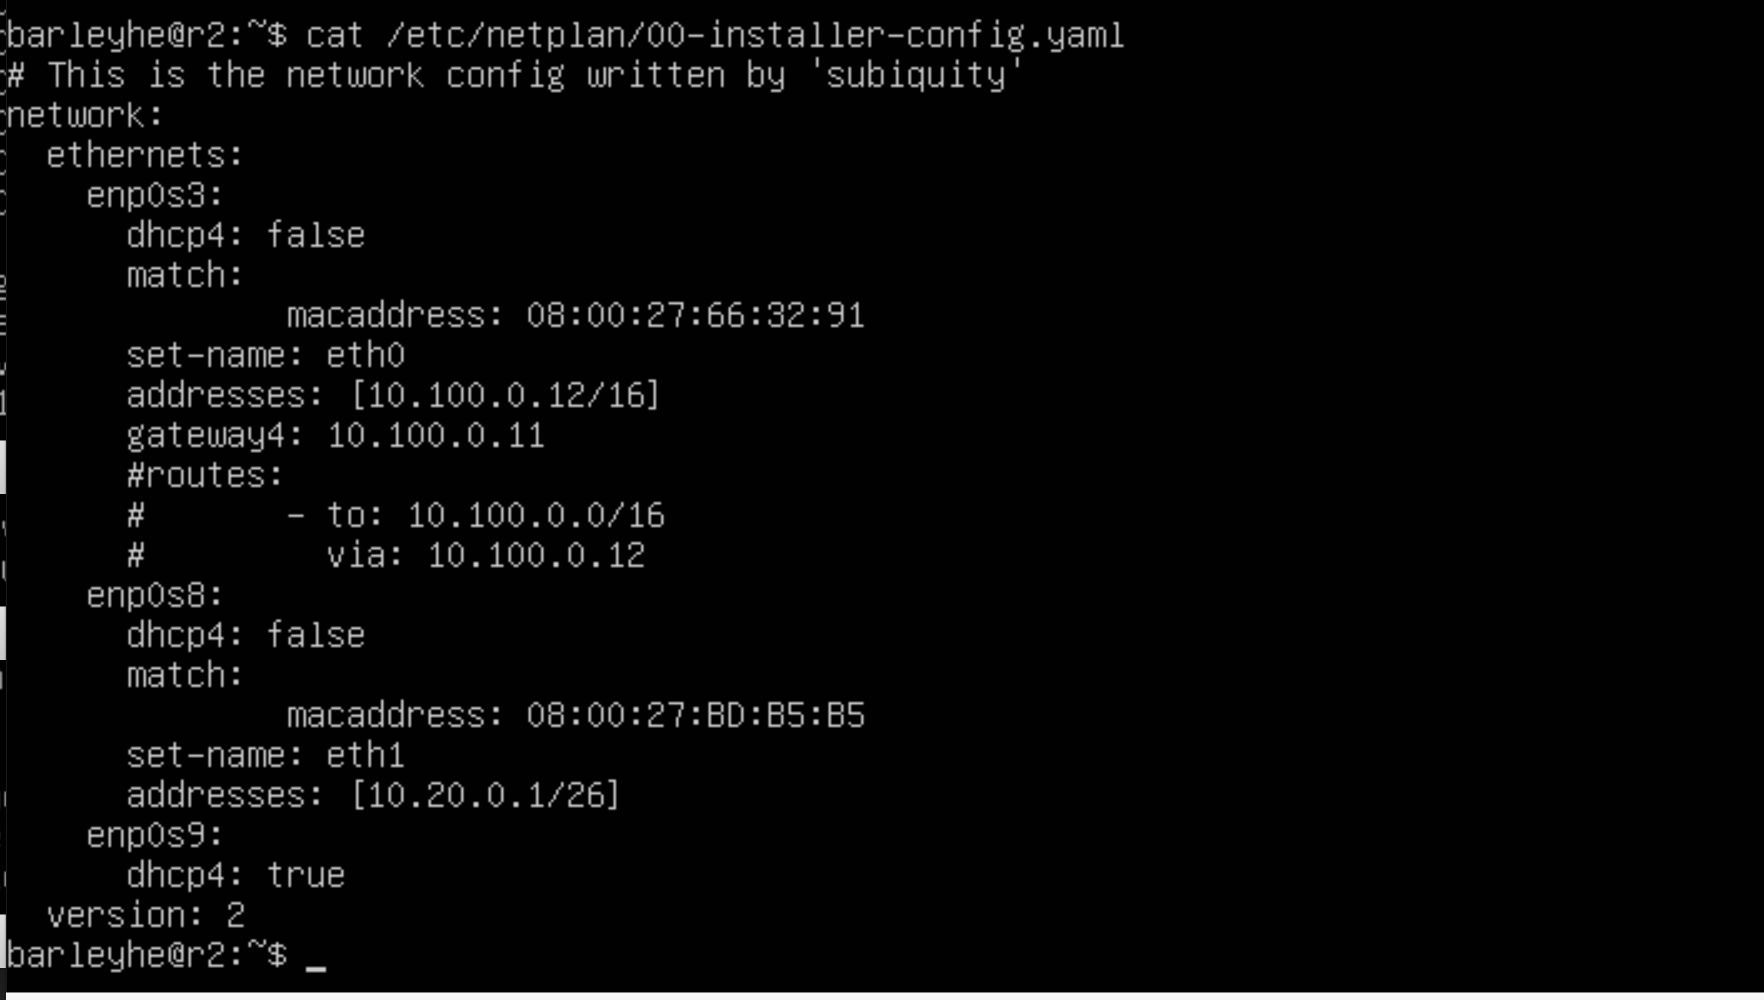 barleyhe@r2:~$ cat /etc/netplan/00-installer-config.yaml
# This is the network config written by 'subiquity'
network:
  ethernets:
    enp0s3:
      dhcp4: false
      match:
              macaddress: 08:00:27:66:32:91
      set-name: eth0
      addresses: [10.100.0.12/16]
      gateway4: 10.100.0.11
      #routes:
      #       - to: 10.100.0.0/16
      #         via: 10.100.0.12
    enp0s8:
      dhcp4: false
      match:
              macaddress: 08:00:27:BD:B5:B5
      set-name: eth1
      addresses: [10.20.0.1/26]
    enp0s9:
      dhcp4: true
  version: 2
barleyhe@r2:~$ _